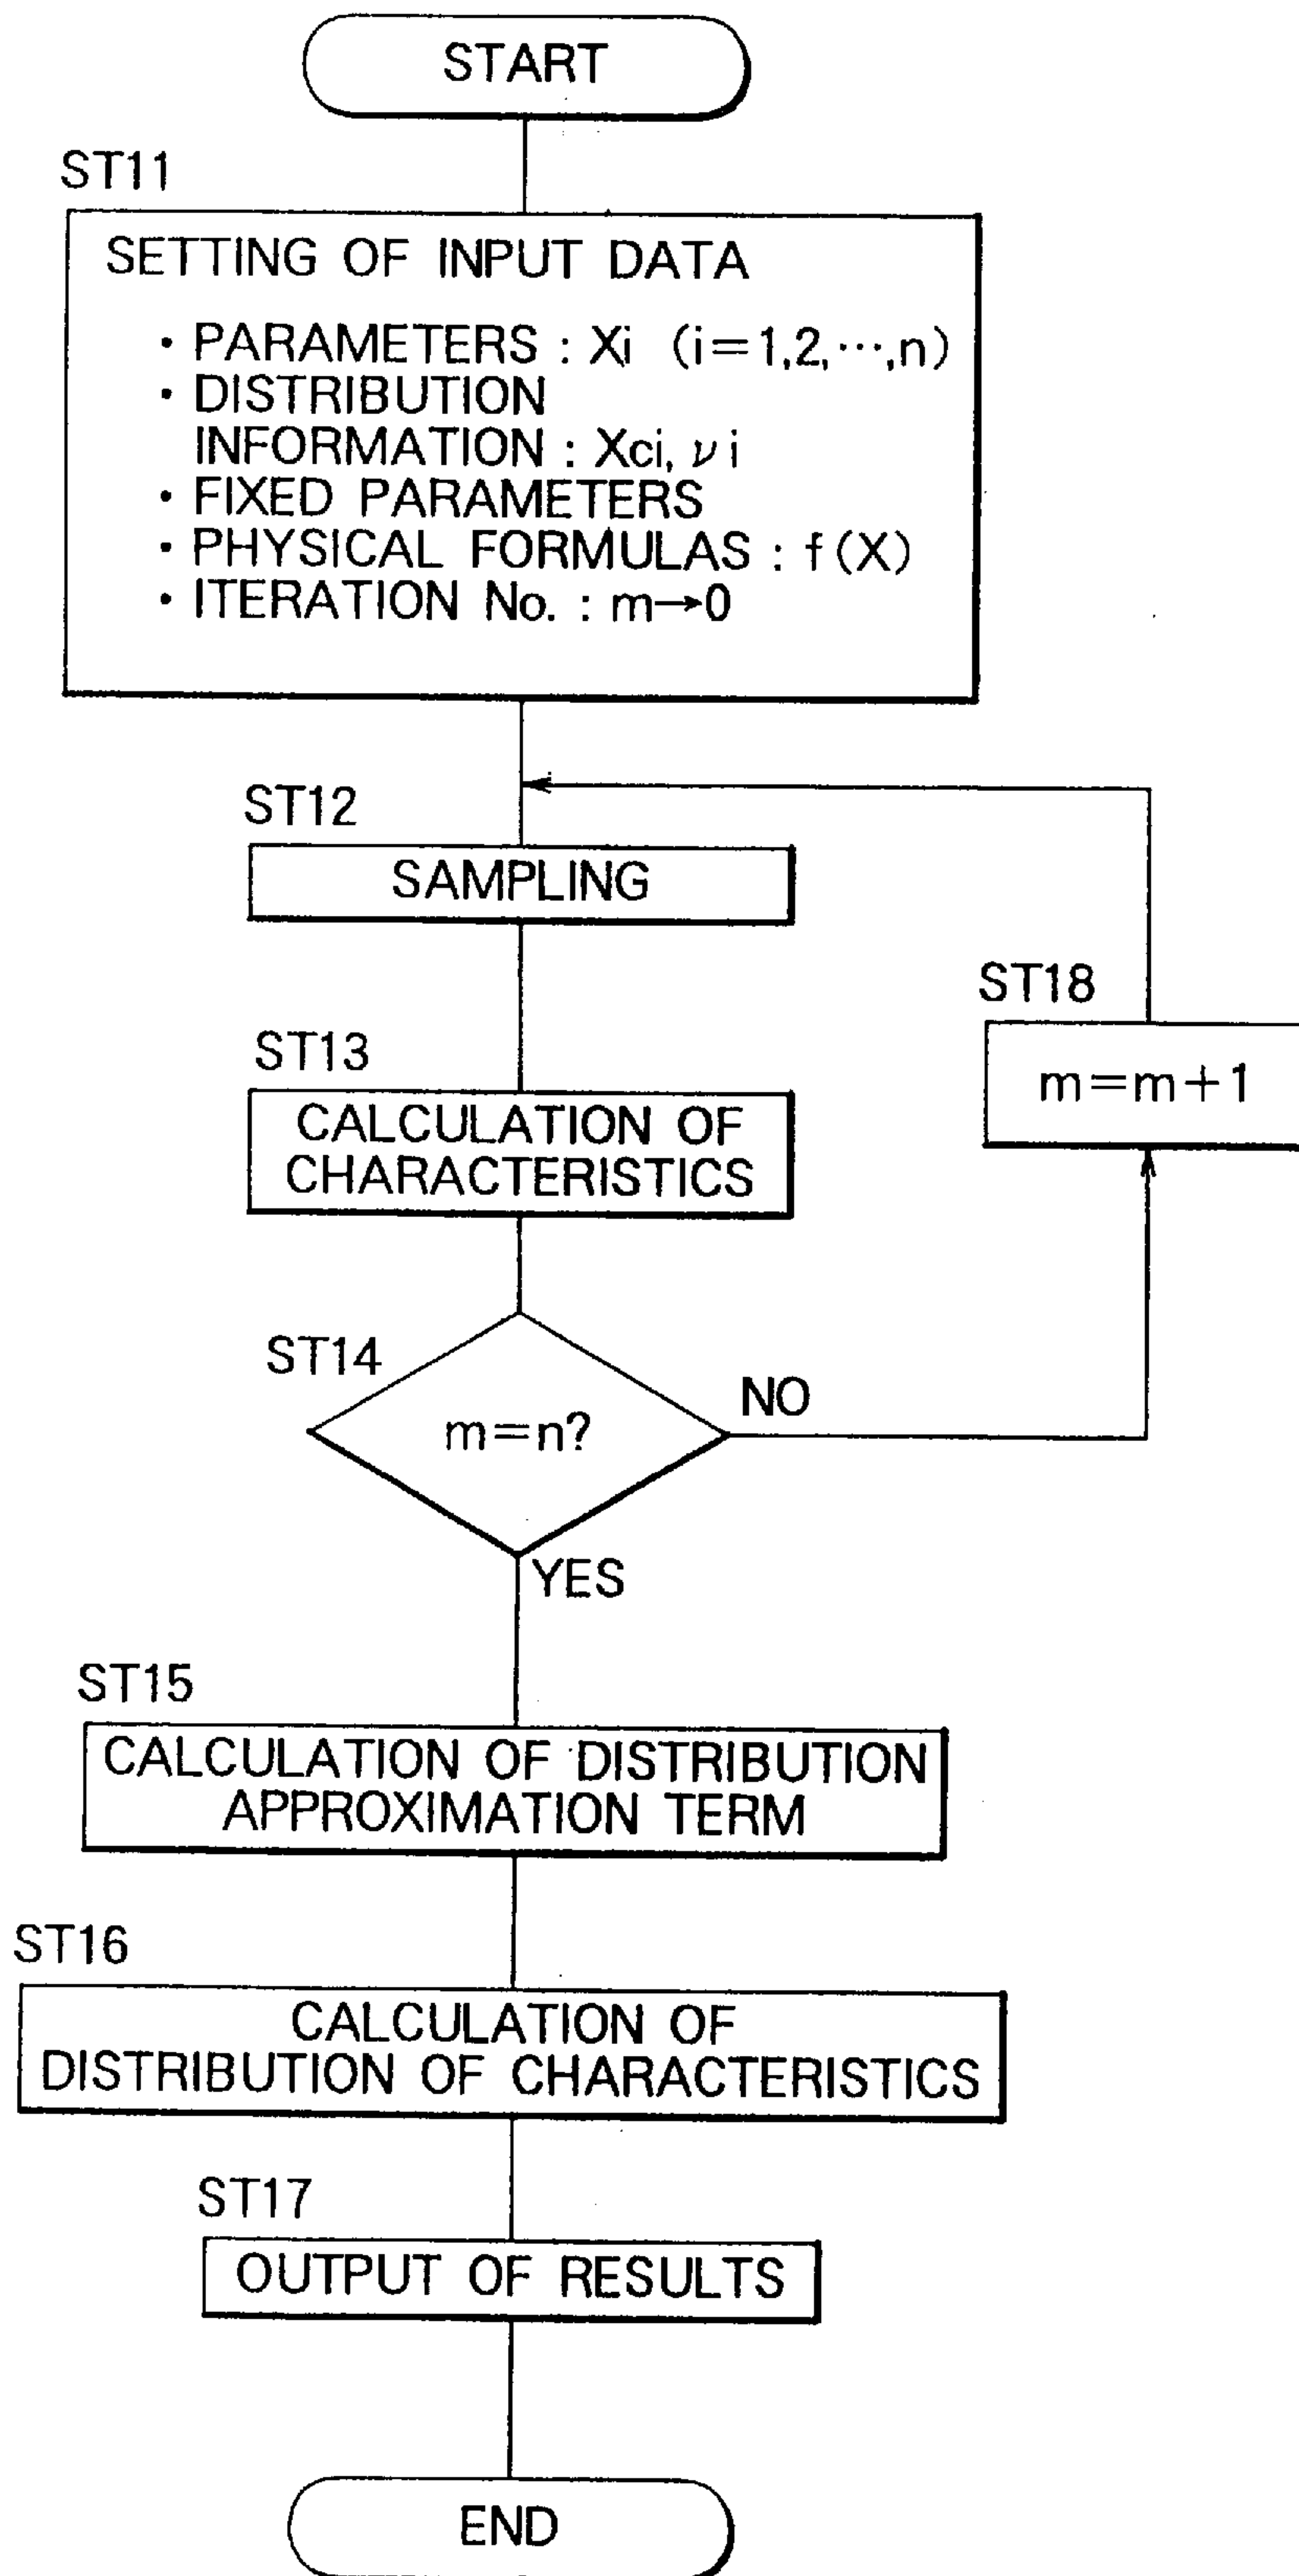 START
ST11
SETTING OF INPUT DATA
・PARAMETERS : Xi (i=1,2,…,n)
・DISTRIBUTION
INFORMATION : Xci, νi
・FIXED PARAMETERS
・PHYSICAL FORMULAS : f(X)
・ITERATION No. : m→0
ST12
SAMPLING
ST18
m=m+1
ST13
CALCULATION OF
CHARACTERISTICS
ST14
m=n?
NO
YES
ST15
CALCULATION OF DISTRIBUTION
APPROXIMATION TERM
ST16
CALCULATION OF
DISTRIBUTION OF CHARACTERISTICS
ST17
OUTPUT OF RESULTS
END